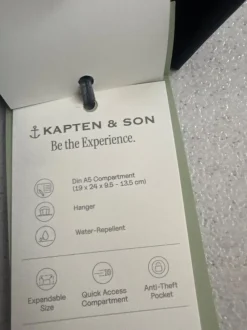 KAPTEN & SON
Be the Experience.
Din A5 Compartment
(19 x 24 x 9.5 - 13.5 cm)
Hanger
Water-Repellent
Expandable
Size
Quick Access
Compartment
Anti-Theft
Pocket